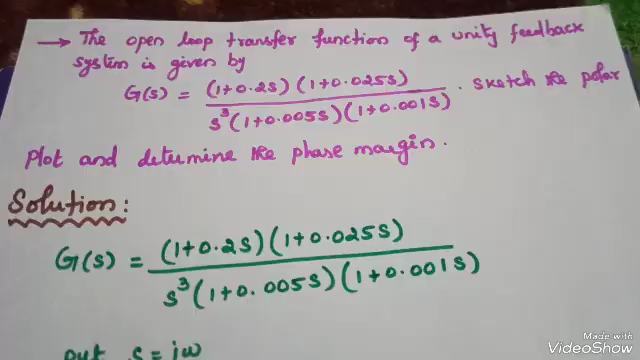 → The open loop transfer function of a unity feedback
system is given by
G(s) = (1+0.2s) (1+0.025s) / s³(1+0.005s)(1+0.001s) . Sketch the polar
plot and determine the phase margin.
Solution:
G(s) = (1+0.2s)(1+0.025s) / s³(1+0.005s)(1+0.001s)
put s = jω
Made with
VideoShow